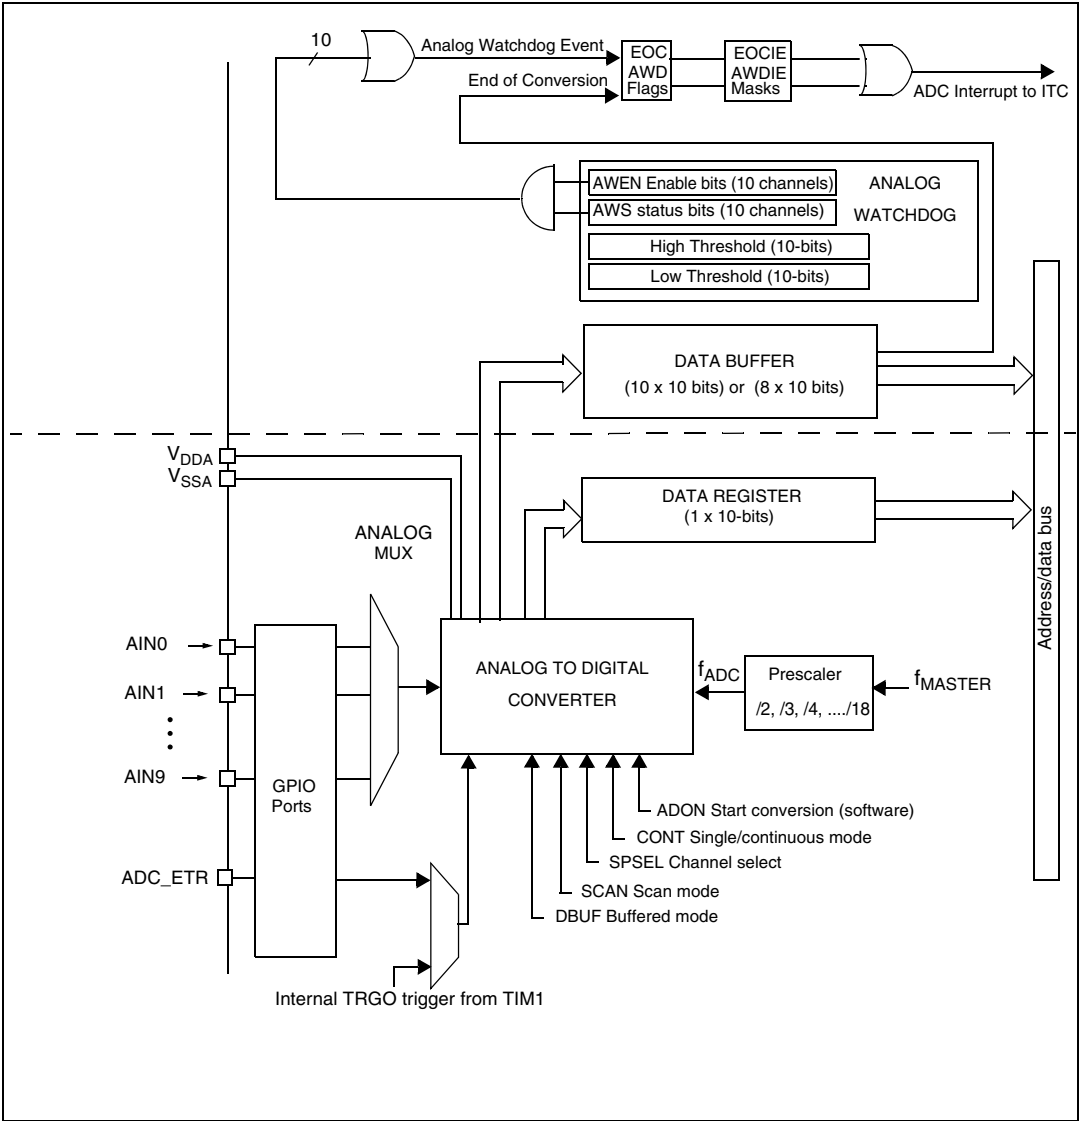 10
Analog Watchdog Event
End of Conversion
EOC
AWD
Flags
EOCIE
AWDIE
Masks
ADC Interrupt to ITC
AWEN Enable bits (10 channels)
AWS status bits (10 channels)
High Threshold (10-bits)
Low Threshold (10-bits)
ANALOG
WATCHDOG
DATA BUFFER
(10 x 10 bits) or (8 x 10 bits)
VDDA
VSSA
DATA REGISTER
(1 x 10-bits)
ANALOG
MUX
Address/data bus
AIN0
AIN1
AIN9
ADC_ETR
GPIO
Ports
ANALOG TO DIGITAL
CONVERTER
fADC
Prescaler
/2, /3, /4, ..../18
fMASTER
ADON Start conversion (software)
CONT Single/continuous mode
SPSEL Channel select
SCAN Scan mode
DBUF Buffered mode
Internal TRGO trigger from TIM1